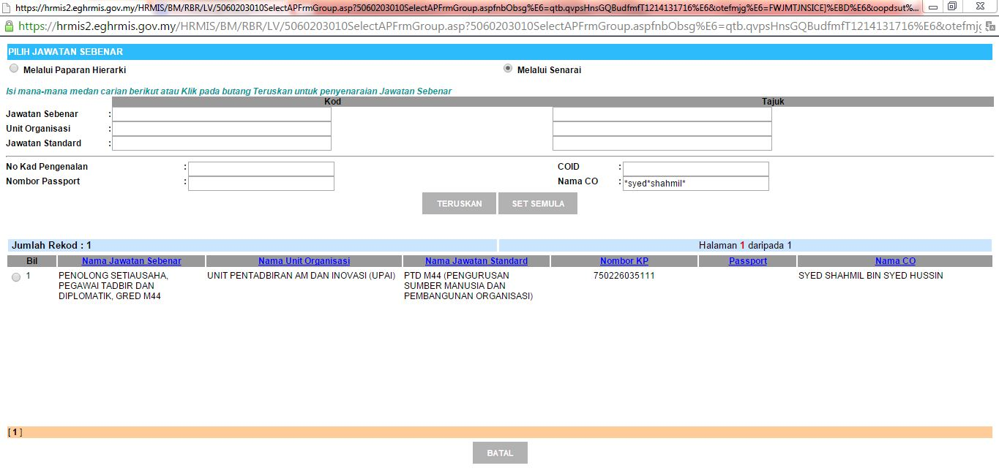 https://hrmis2.eghrmis.gov.my/HRMIS/BM/RBR/LV/5060203010SelectAPFrmGroup.asp?5060203010SelectAPFrmGroup.aspfnbObsg%E6=qtb.qvpsHnsGQBudfmfT1214131716%E6&otefmjg%E6=FWJMTJNSICE]%EBD%E6&oopdsut%...
https://hrmis2.eghrmis.gov.my/HRMIS/BM/RBR/LV/5060203010SelectAPFrmGroup.asp?5060203010SelectAPFrmGroup.aspfnbObsg%E6=qtb.qvpsHnsGQBudfmfT1214131716%E6&otefmjg
PILIH JAWATAN SEBENAR
Melalui Paparan Hierarki Melalui Senarai
Isi mana-mana medan carian berikut atau Klik pada butang Teruskan untuk penyenaraian Jawatan Sebenar
Kod Tajuk
Jawatan Sebenar :
Unit Organisasi :
Jawatan Standard :
No Kad Pengenalan : COID :
Nombor Passport : Nama CO : *syed*shahmil*
TERUSKAN SET SEMULA
Jumlah Rekod : 1 Halaman 1 daripada 1
Bil Nama Jawatan Sebenar Nama Unit Organisasi Nama Jawatan Standard Nombor KP Passport Nama CO
1 PENOLONG SETIAUSAHA, UNIT PENTADBIRAN AM DAN INOVASI (UPAI) PTD M44 (PENGURUSAN 750226035111 SYED SHAHMIL BIN SYED HUSSIN
PEGAWAI TADBIR DAN SUMBER MANUSIA DAN
DIPLOMATIK, GRED M44 PEMBANGUNAN ORGANISASI)
[ 1 ]
BATAL